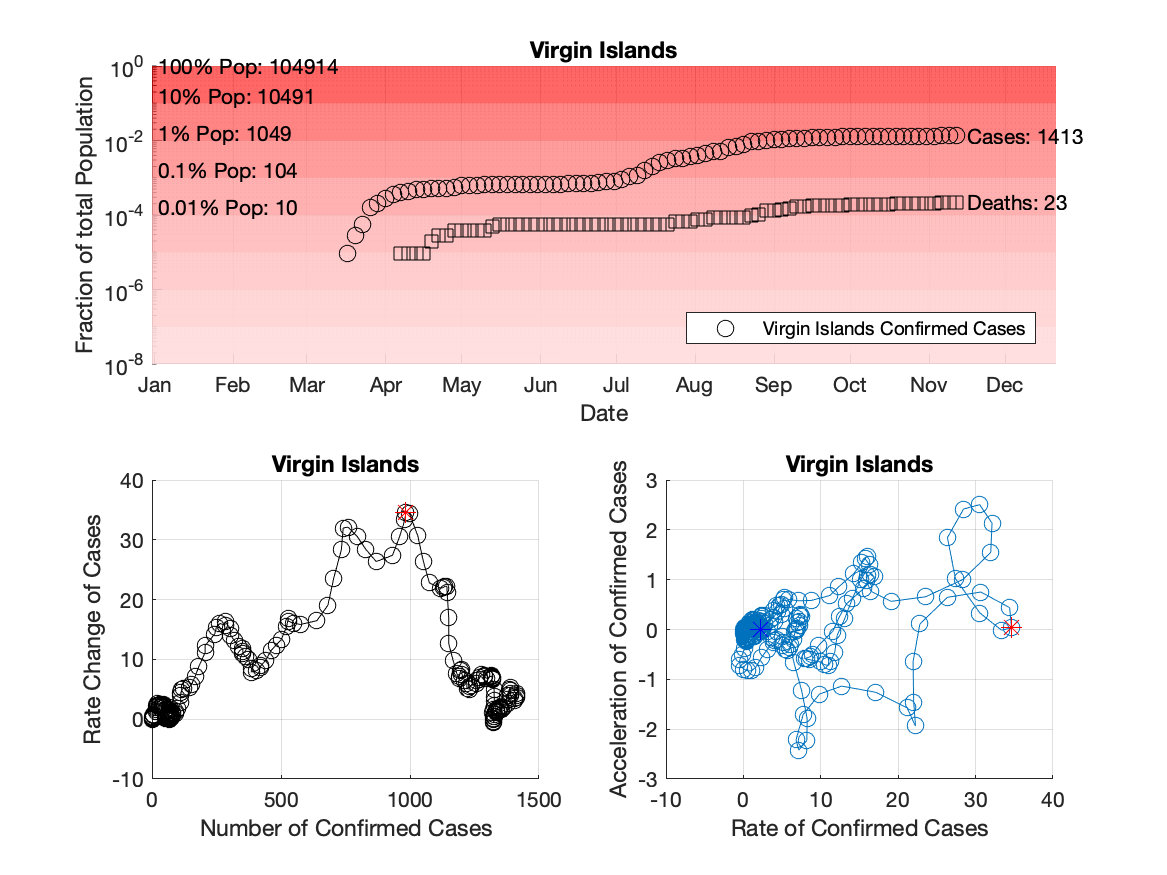 Virgin Islands
Fraction of total Population
10^0
10^-2
10^-4
10^-6
10^-8
100% Pop: 104914
10% Pop: 10491
1% Pop: 1049
0.1% Pop: 104
0.01% Pop: 10
Cases: 1413
Deaths: 23
Virgin Islands Confirmed Cases
Jan Feb Mar Apr May Jun Jul Aug Sep Oct Nov Dec
Date
Virgin Islands
Rate Change of Cases
40
30
20
10
0
-10
0 500 1000 1500
Number of Confirmed Cases
Virgin Islands
Acceleration of Confirmed Cases
3
2
1
0
-1
-2
-3
-10 0 10 20 30 40
Rate of Confirmed Cases